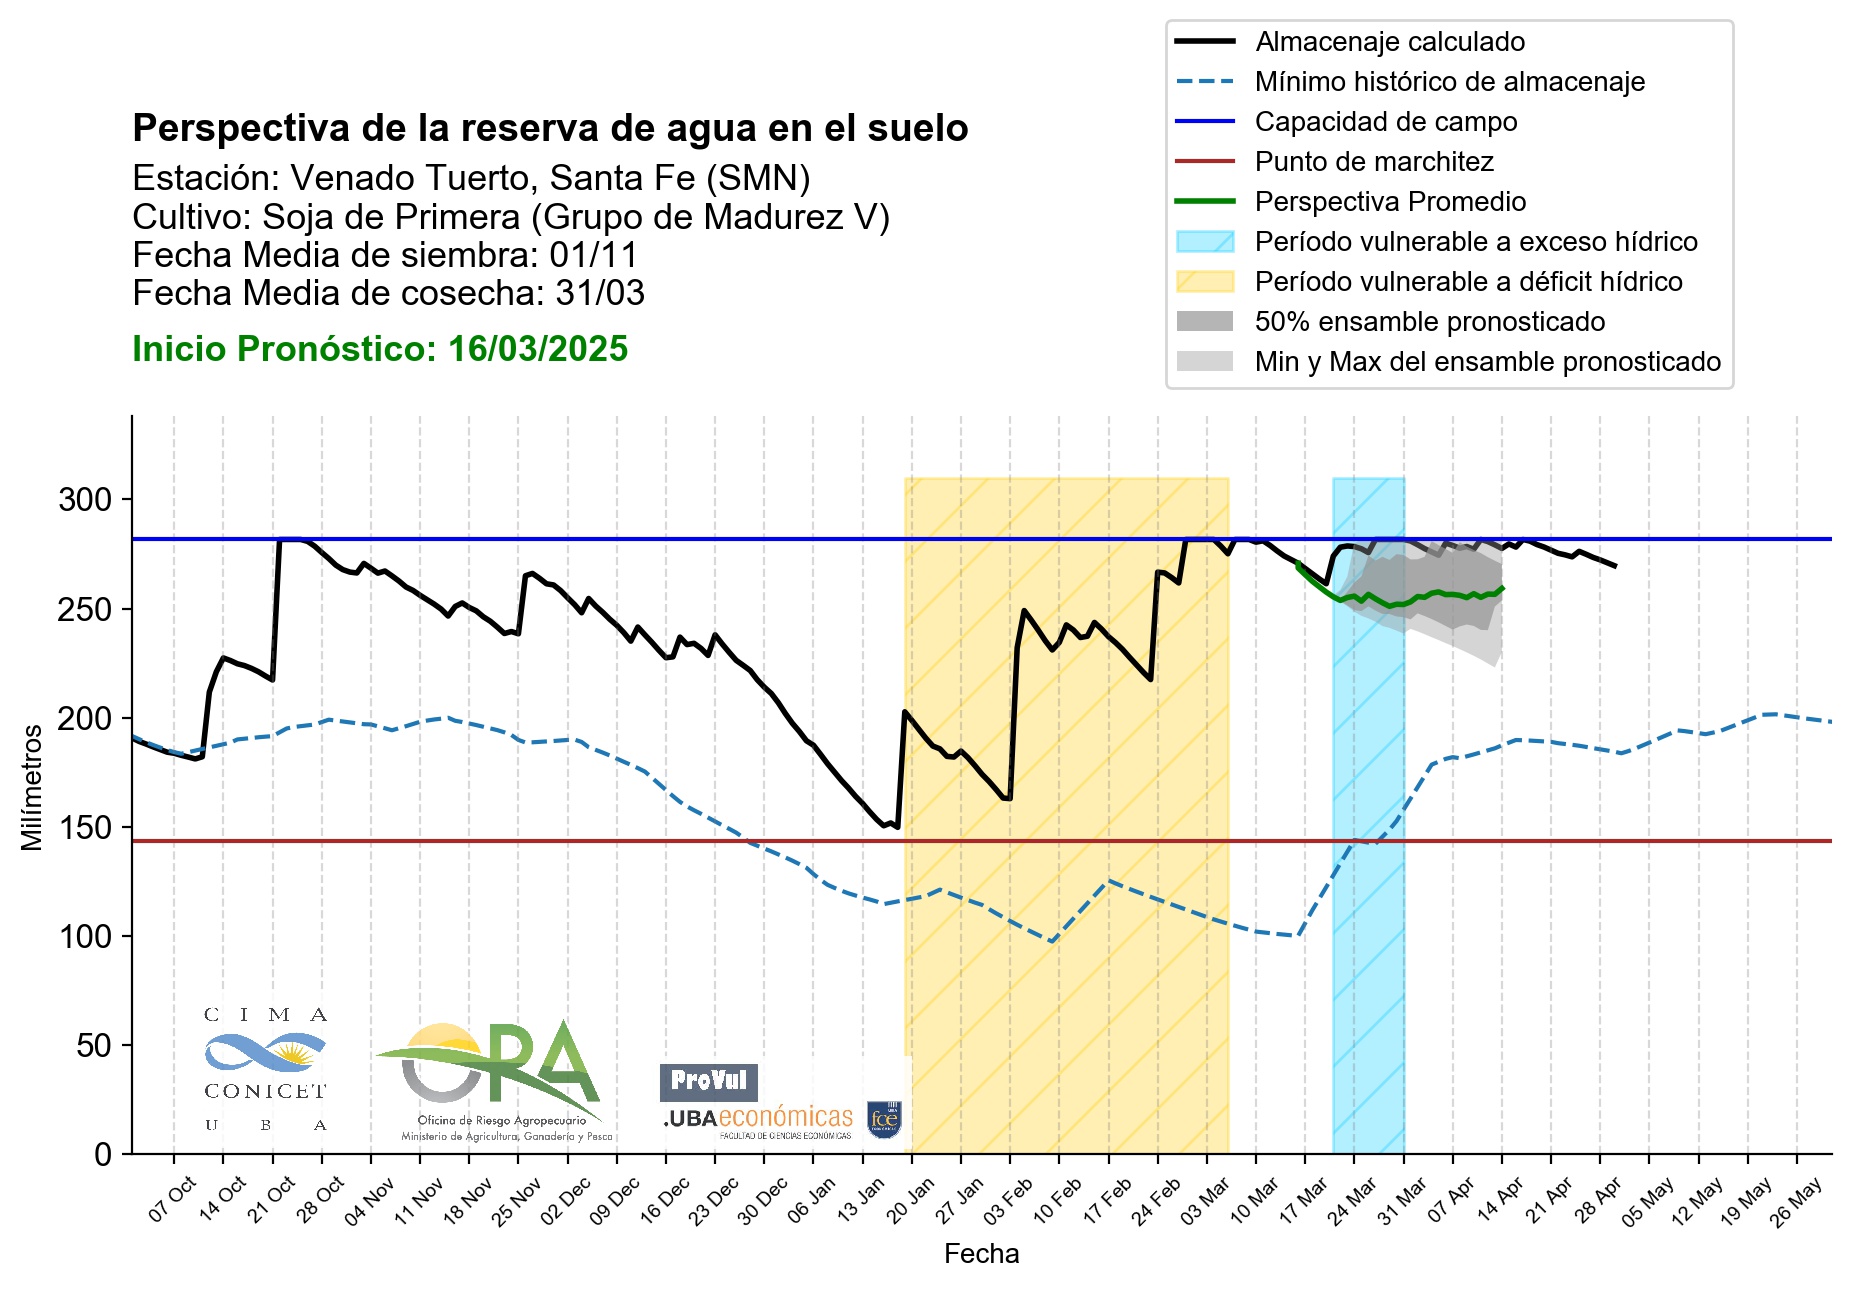 Almacenaje calculado
Mínimo histórico de almacenaje
Capacidad de campo
Punto de marchitez
Perspectiva Promedio
Período vulnerable a exceso hídrico
Período vulnerable a déficit hídrico
50% ensamble pronosticado
Min y Max del ensamble pronosticado
Perspectiva de la reserva de agua en el suelo
Estación: Venado Tuerto, Santa Fe (SMN)
Cultivo: Soja de Primera (Grupo de Madurez V)
Fecha Media de siembra: 01/11
Fecha Media de cosecha: 31/03
Inicio Pronóstico: 16/03/2025
Milímetros
300
250
200
150
100
50
0
CIMA
CONICET
UBA
ORA
Oficina de Riesgo Agropecuario
Ministerio de Agricultura, Ganadería y Pesca
ProVul
.UBAeconómicas
FACULTAD DE CIENCIAS ECONÓMICAS
fce
07 Oct
14 Oct
21 Oct
28 Oct
04 Nov
11 Nov
18 Nov
25 Nov
02 Dec
09 Dec
16 Dec
23 Dec
30 Dec
06 Jan
13 Jan
20 Jan
27 Jan
03 Feb
10 Feb
17 Feb
24 Feb
03 Mar
10 Mar
17 Mar
24 Mar
31 Mar
07 Apr
14 Apr
21 Apr
28 Apr
05 May
12 May
19 May
26 May
Fecha